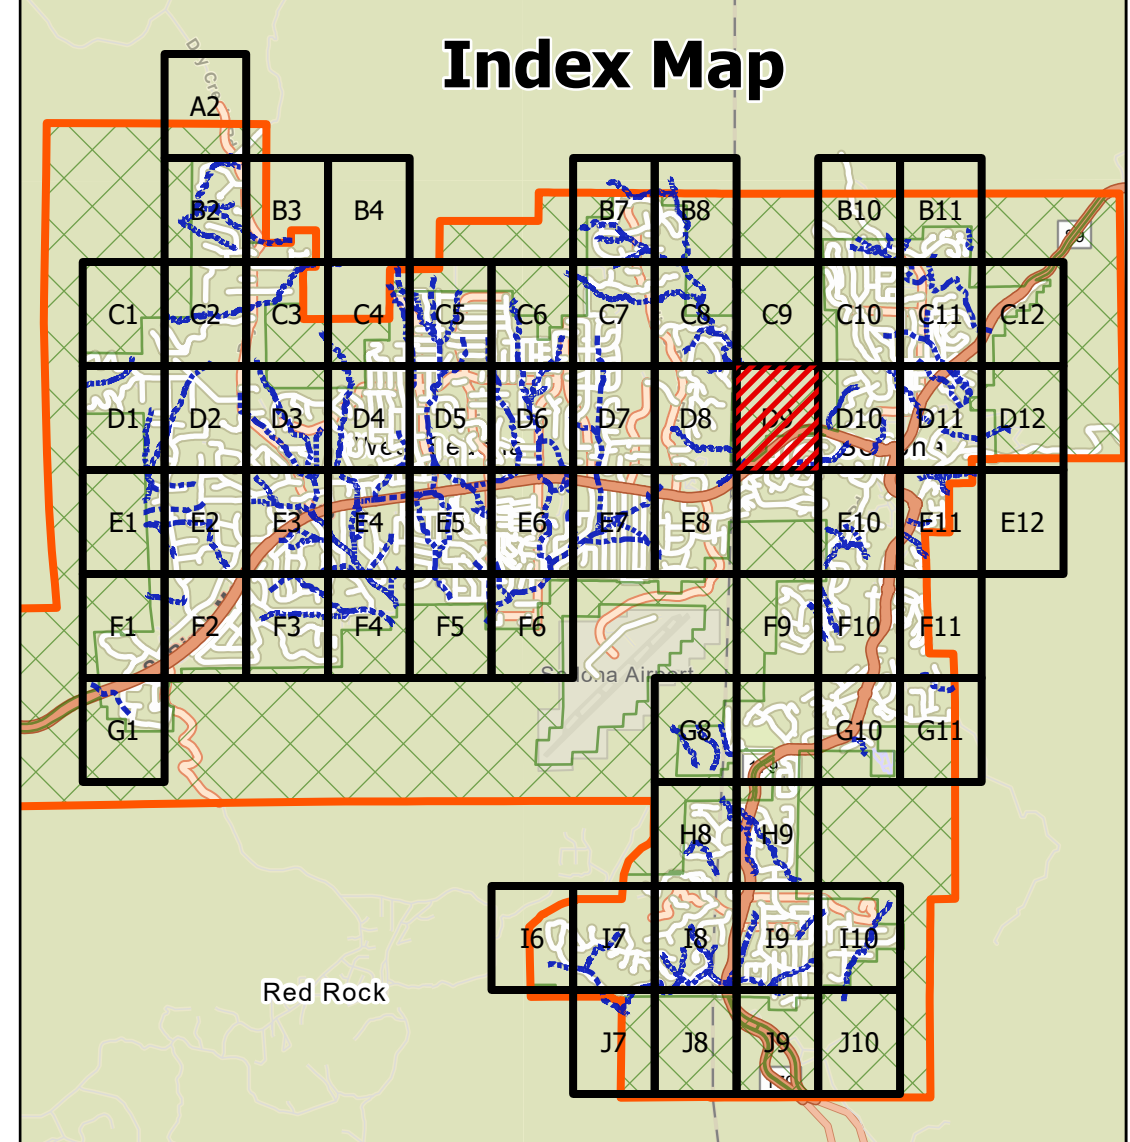 Index Map
A2
B2 B3 B4 B7 B8 B10 B11
C1 C2 C3 C4 C5 C6 C7 C8 C9 C10 C11 C12
D1 D2 D3 D4 D5 D6 D7 D8 D9 D10 D11 D12
E1 E2 E3 E4 E5 E6 E7 E8 E10 E11 E12
F1 F2 F3 F4 F5 F6 F9 F10 F11
Sedona Airport
G1 G8 G10 G11
H8 H9
I6 I7 I8 I9 I10
Red Rock
J7 J8 J9 J10